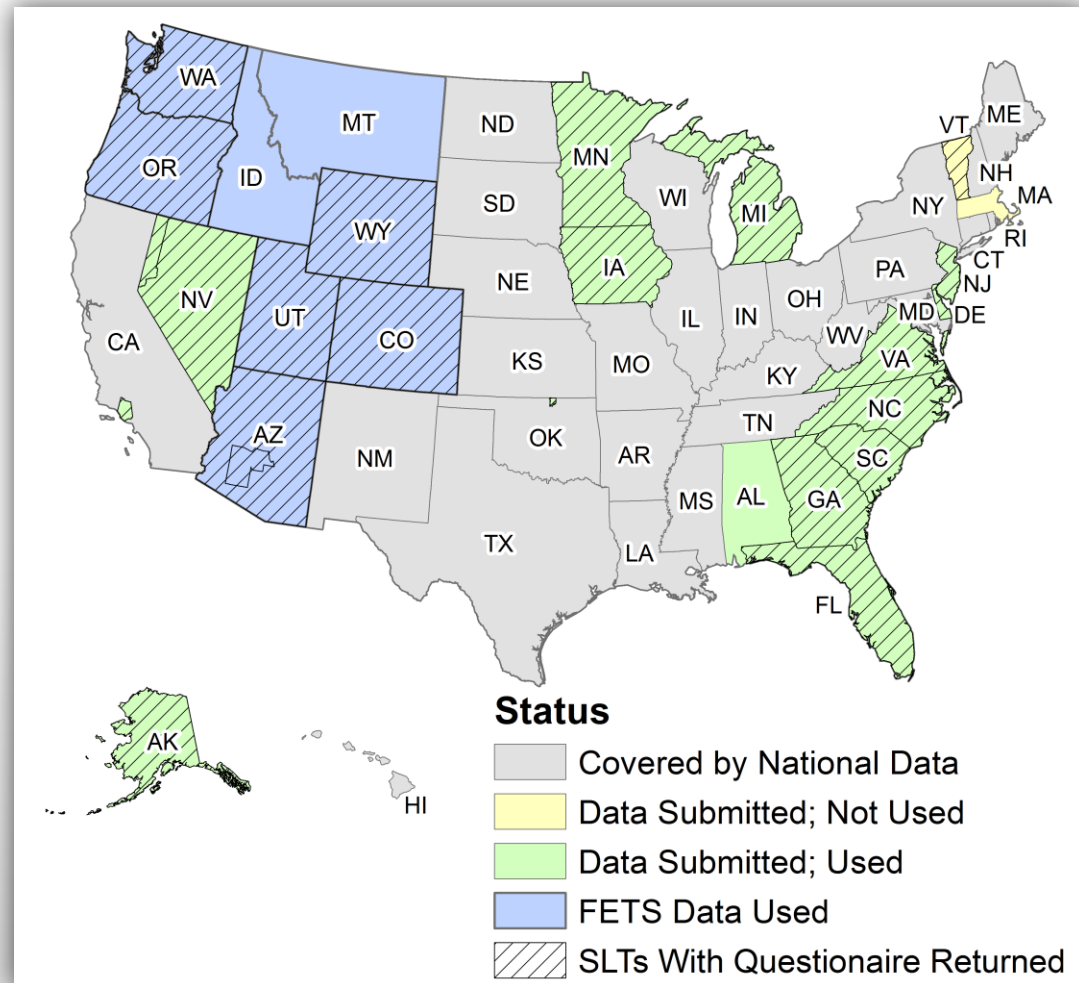 WA
MT
ND
ME
VT
OR
ID
MN
NH
SD
WI
NY
MA
WY
MI
RI
CT
NE
IA
PA
NJ
NV
UT
CO
IL
IN
OH
MD
DE
CA
WV
VA
KS
MO
KY
AZ
NM
OK
TN
NC
AR
SC
MS
AL
GA
TX
LA
FL
AK
HI
Status
Covered by National Data
Data Submitted; Not Used
Data Submitted; Used
FETS Data Used
SLTs With Questionaire Returned